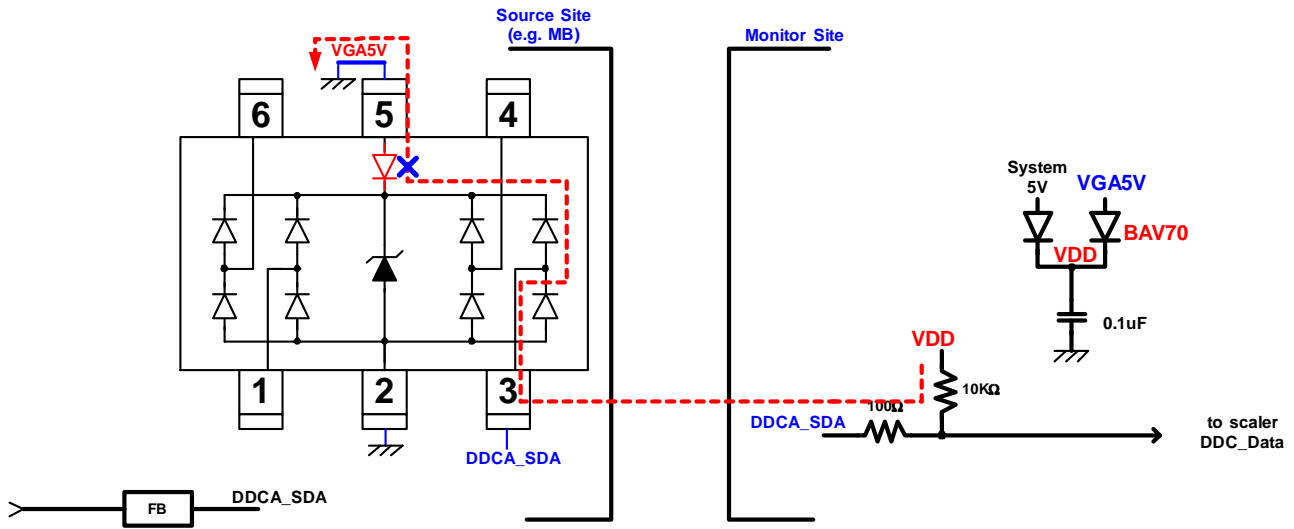 Source Site
(e.g. MB)
Monitor Site
VGA5V
6
5
4
System
5V
VGA5V
BAV70
VDD
0.1uF
VDD
10KΩ
1
2
3
100Ω
DDCA_SDA
to scaler
DDC_Data
DDCA_SDA
FB
DDCA_SDA